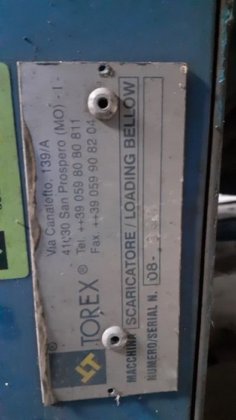 TOREX ®
Via Canaletto, 139/A
41030 San Prospero (MO) - I -
Tel. ++39 059 80 80 811
Fax. ++39 059 90 82 04
MACCHINA SCARICATORE / LOADING BELLOW
NUMERO/SERIAL N. 08-